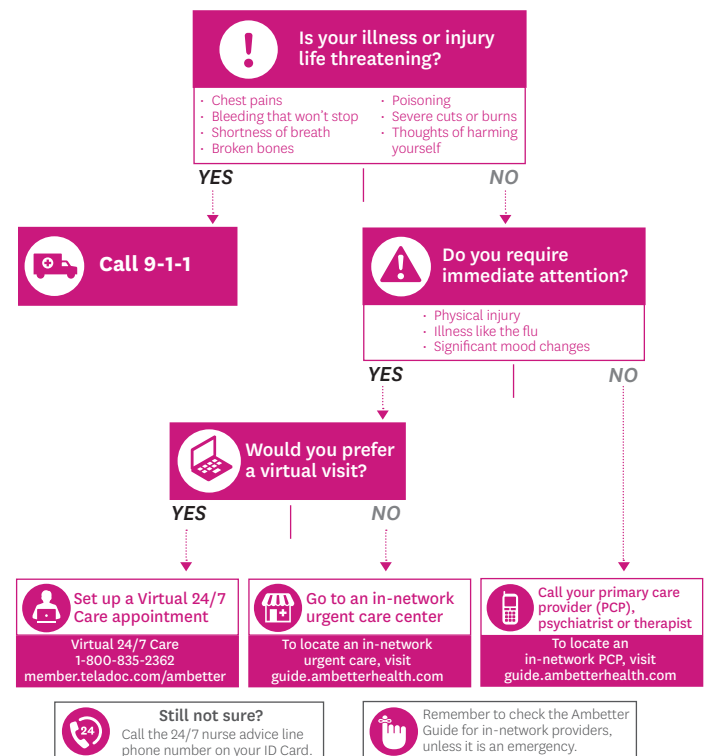 Is your illness or injury
life threatening?
· Chest pains
· Bleeding that won't stop
· Shortness of breath
· Broken bones
· Poisoning
· Severe cuts or burns
· Thoughts of harming
yourself
YES
NO
Call 9-1-1
Do you require
immediate attention?
· Physical injury
· Illness like the flu
· Significant mood changes
YES
NO
Would you prefer
a virtual visit?
YES
NO
Set up a Virtual 24/7
Care appointment
Virtual 24/7 Care
1-800-835-2362
member.teladoc.com/ambetter
Go to an in-network
urgent care center
To locate an in-network
urgent care, visit
guide.ambetterhealth.com
Call your primary care
provider (PCP),
psychiatrist or therapist
To locate an
in-network PCP, visit
guide.ambetterhealth.com
24
Still not sure?
Call the 24/7 nurse advice line
phone number on your ID Card.
Remember to check the Ambetter
Guide for in-network providers,
unless it is an emergency.